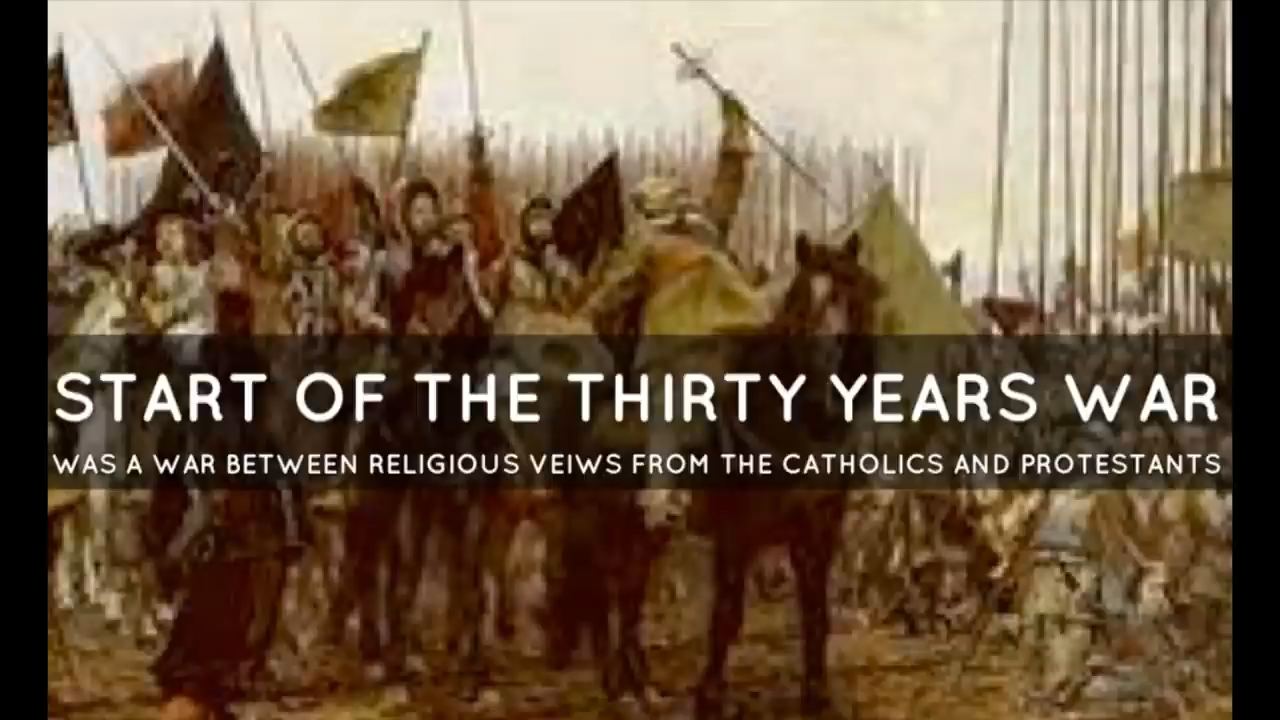 START OF THE THIRTY YEARS WAR
WAS A WAR BETWEEN RELIGIOUS VEIWS FROM THE CATHOLICS AND PROTESTANTS